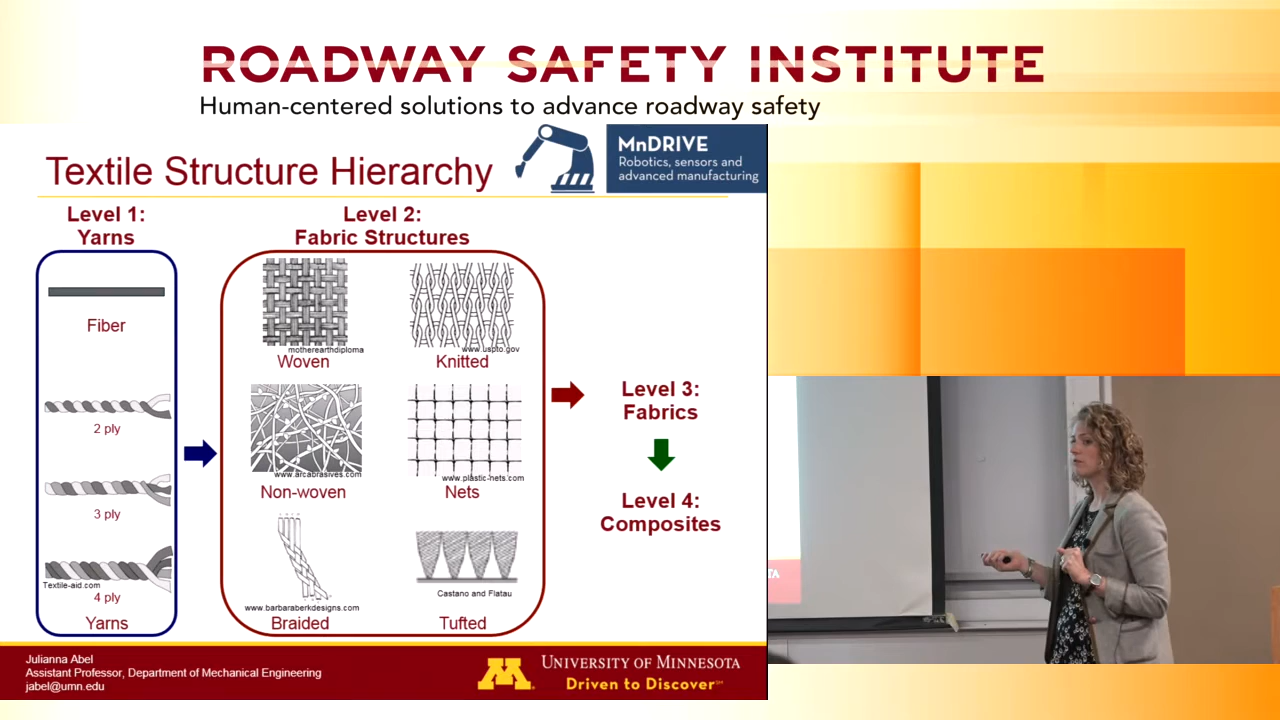 ROADWAY SAFETY INSTITUTE
Human-centered solutions to advance roadway safety
Textile Structure Hierarchy
MnDRIVE
Robotics, sensors and
advanced manufacturing
Level 1:
Yarns
Fiber
2 ply
3 ply
Textile-aid.com
4 ply
Yarns
Level 2:
Fabric Structures
motherearthdiploma
Woven
www.uspto.gov
Knitted
www.arcabrasives.com
Non-woven
www.plastic-nets.com
Nets
www.barbaraberkdesigns.com
Braided
Castano and Flatau
Tufted
Level 3:
Fabrics
Level 4:
Composites
Julianna Abel
Assistant Professor, Department of Mechanical Engineering
jabel@umn.edu
M
UNIVERSITY OF MINNESOTA
Driven to Discover℠
TA